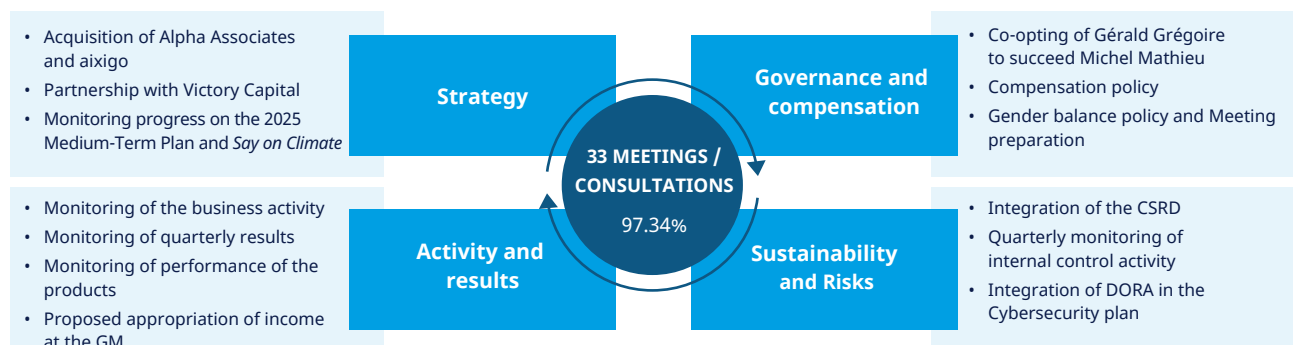 • Acquisition of Alpha Associates
and aixigo
• Partnership with Victory Capital
• Monitoring progress on the 2025
Medium-Term Plan and Say on Climate
Strategy
Governance and
compensation
• Co-opting of Gérald Grégoire
to succeed Michel Mathieu
• Compensation policy
• Gender balance policy and Meeting
preparation
33 MEETINGS /
CONSULTATIONS
97.34%
• Monitoring of the business activity
• Monitoring of quarterly results
• Monitoring of performance of the
products
• Proposed appropriation of income
at the GM
Activity and
results
Sustainability
and Risks
• Integration of the CSRD
• Quarterly monitoring of
internal control activity
• Integration of DORA in the
Cybersecurity plan